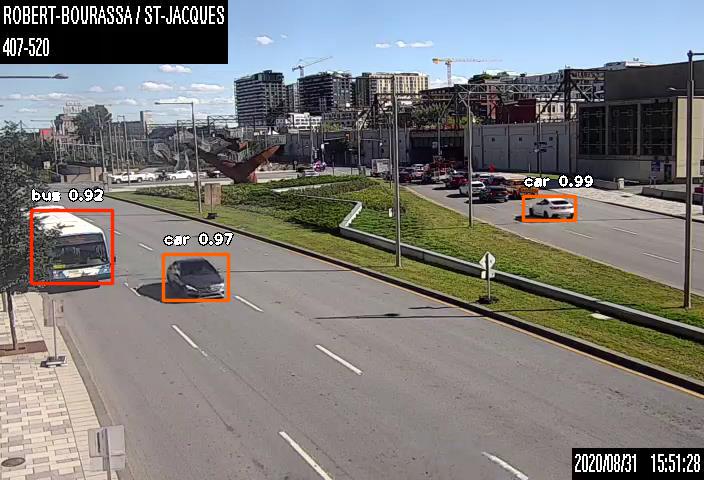 ROBERT-BOURASSA / ST-JACQUES
407-520
bus 0.92
car 0.97
car 0.99
2020/08/31 15:51:28